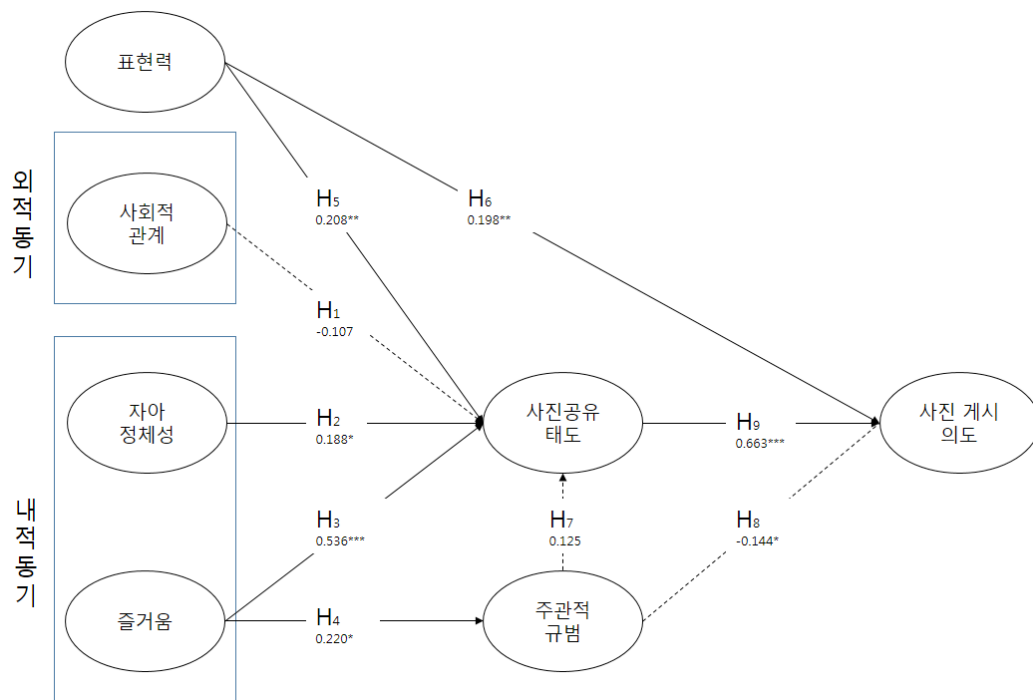 표현력
외적동기
사회적
관계
H₅
0.208**
H₆
0.198**
H₁
-0.107
내적동기
자아
정체성
H₂
0.188*
사진공유
태도
H₉
0.663***
사진 게시
의도
H₃
0.536***
H₇
0.125
H₈
-0.144*
즐거움
H₄
0.220*
주관적
규범